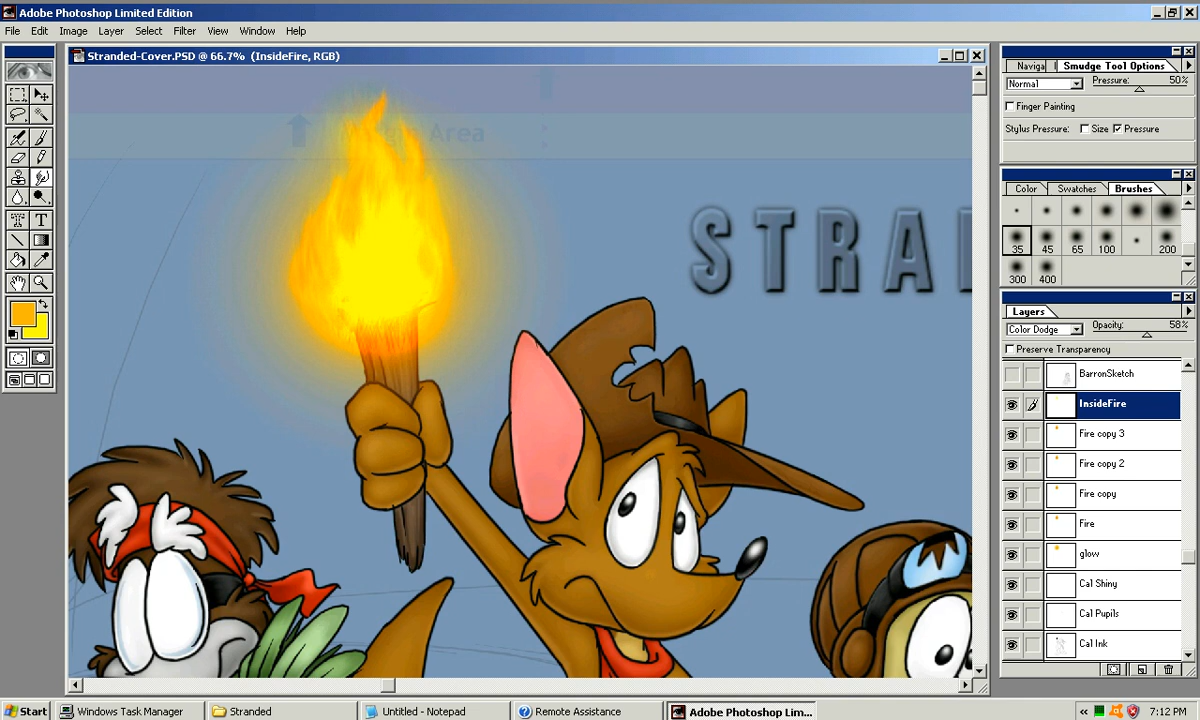 Adobe Photoshop Limited Edition
File Edit Image Layer Select Filter View Window Help
Stranded-Cover.PSD @ 66.7% (InsideFire, RGB)
Area
STRA
Naviga Smudge Tool Options
Normal Pressure: 50%
Finger Painting
Stylus Pressure: Size Pressure
Color Swatches Brushes
35 45 65 100 200
300 400
Layers
Color Dodge Opacity: 58%
Preserve Transparency
BarronSketch
InsideFire
Fire copy 3
Fire copy 2
Fire copy
Fire
glow
Cal Shiny
Cal Pupils
Cal Ink
Start Windows Task Manager Stranded Untitled - Notepad Remote Assistance Adobe Photoshop Lim... 7:12 PM